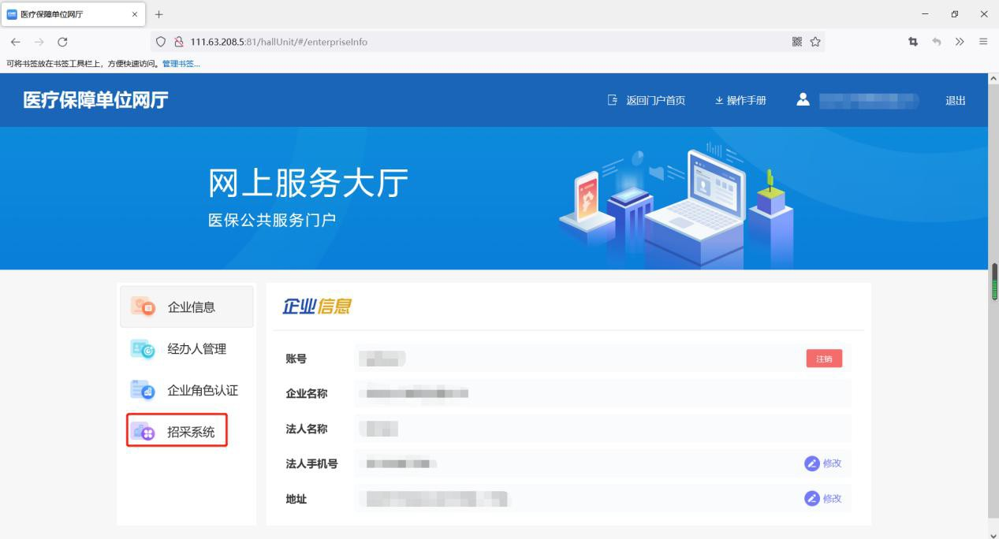 医疗保障单位网厅
111.63.208.5:81/hallUnit/#/enterpriseInfo
可将书签放在书签工具栏上，方便快速访问。管理书签...
医疗保障单位网厅 返回门户首页 操作手册 退出
网上服务大厅
医保公共服务门户
企业信息
经办人管理
企业角色认证
招采系统
企业信息
账号 注销
企业名称
法人名称
法人手机号 修改
地址 修改